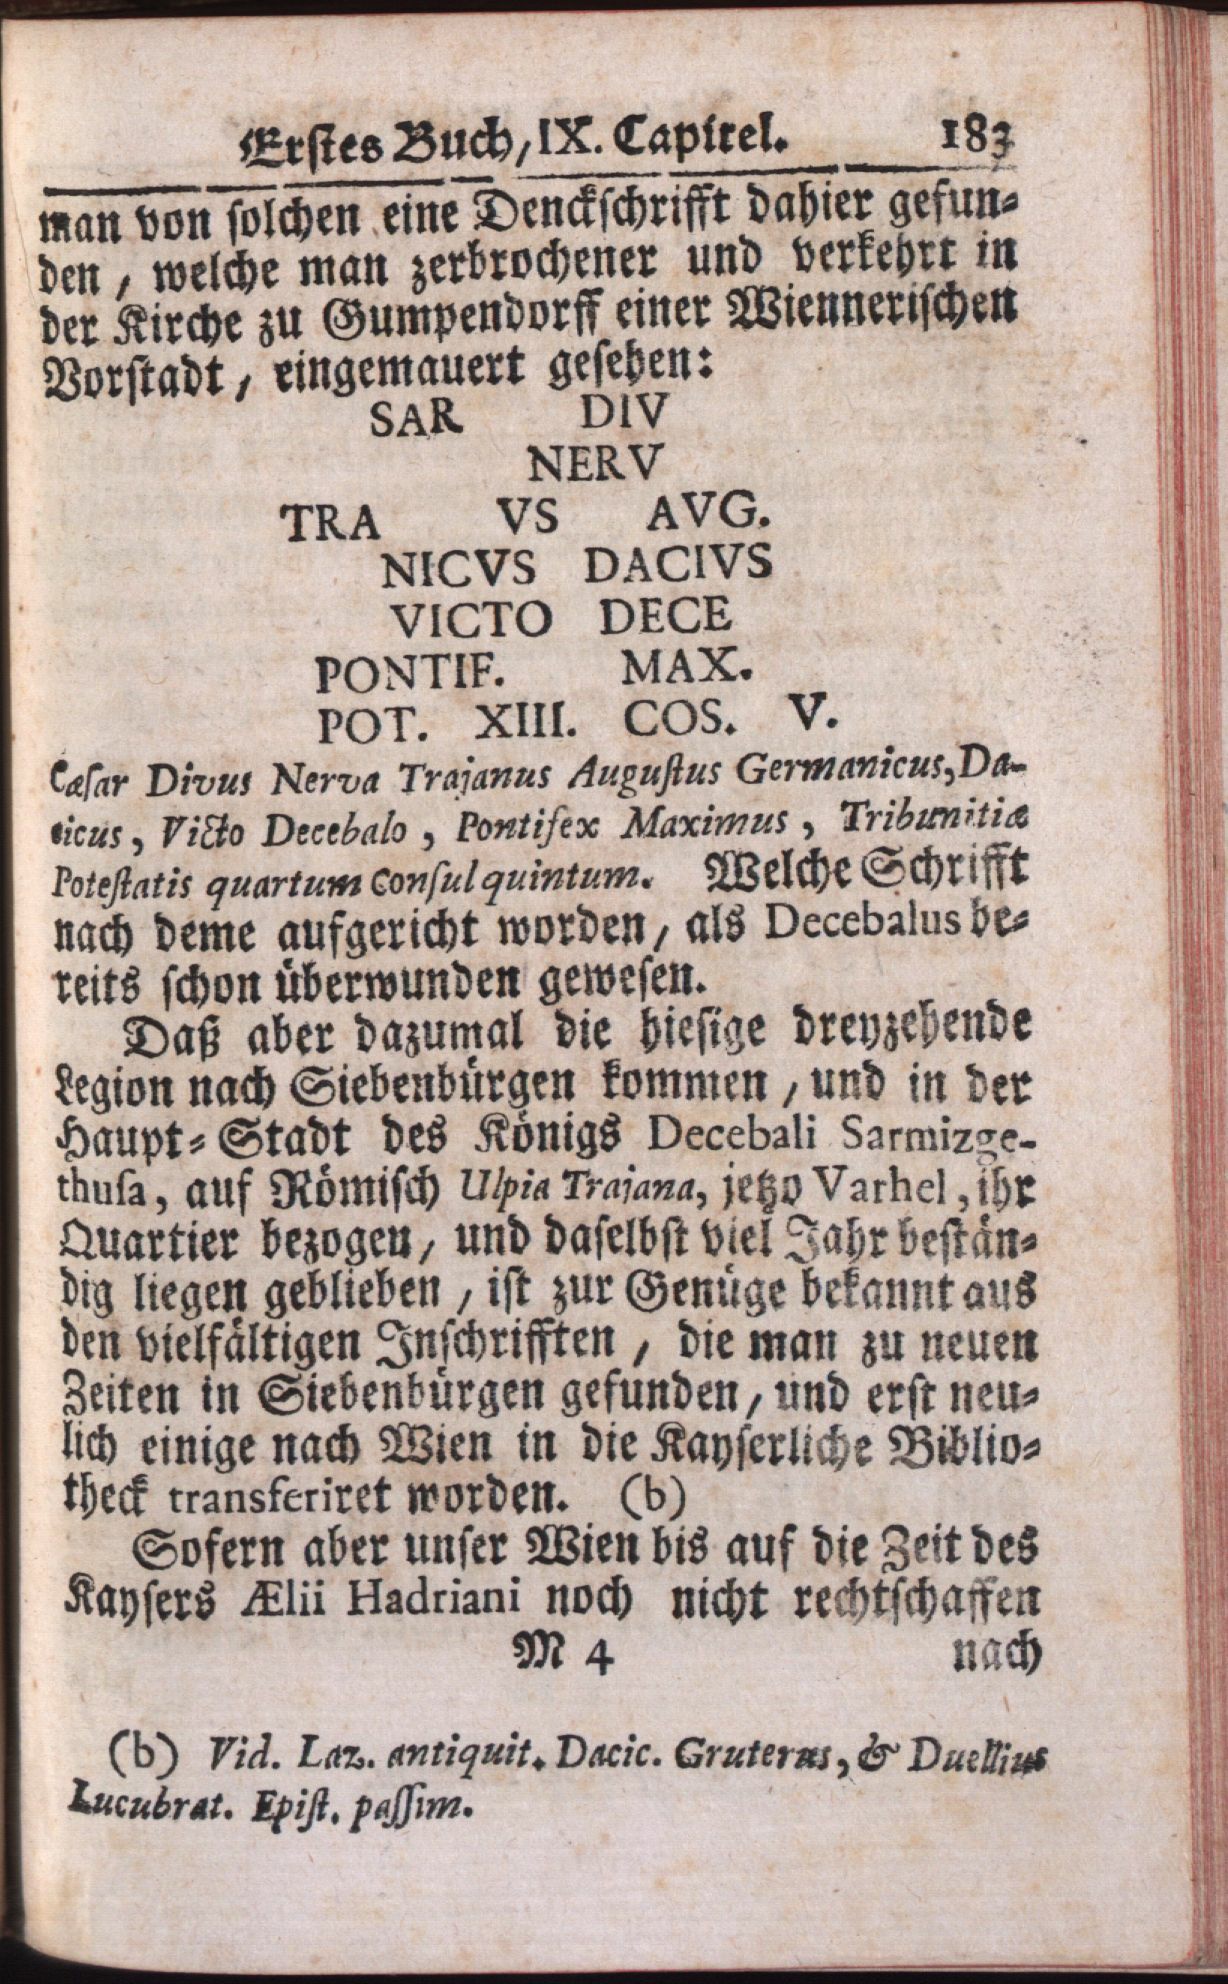 Erstes Buch, IX. Capitel. 183
man von solchen eine Denckschrifft dahier gefun⸗
den, welche man zerbrochener und verkehrt in
der Kirche zu Gumpendorff einer Wiennerischen
Vorstadt, eingemauert gesehen:
SAR DIV
NERV
TRA VS AVG.
NICVS DACIVS
VICTO DECE
PONTIF. MAX.
POT. XIII. COS. V.
Cæſar Divus Nerva Trajanus Auguſtus Germanicus, Da-
cicus, Victo Decebalo, Pontifex Maximus, Tribunitiæ
Poteſtatis quartum Conſul quintum. Welche Schrifft
nach deme aufgericht worden, als Decebalus be⸗
reits schon überwunden gewesen.
Daß aber dazumal die hiesige dreyzehende
Legion nach Siebenbürgen kommen, und in der
Haupt⸗Stadt des Königs Decebali Sarmizge-
thuſa, auf Römisch Ulpia Trajana, jetzo Varhel, ihr
Quartier bezogen, und daselbst viel Jahr bestän⸗
dig liegen geblieben, ist zur Genüge bekannt aus
den vielfältigen Inschrifften, die man zu neuen
Zeiten in Siebenbürgen gefunden, und erst neu⸗
lich einige nach Wien in die Kayserliche Biblio⸗
theck transferiret worden. (b)
Sofern aber unser Wien bis auf die Zeit des
Kaysers Ælii Hadriani noch nicht rechtschaffen
M 4 nach
(b) Vid. Laz. antiquit. Dacic. Gruterus, & Duellius
Lucubrat. Epiſt. paſſim.